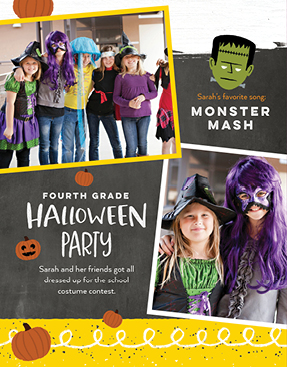 Sarah's favorite song:
MONSTER
MASH
FOURTH GRADE
HALLOWEEN
PARTY
Sarah and her friends got all
dressed up for the school
costume contest.